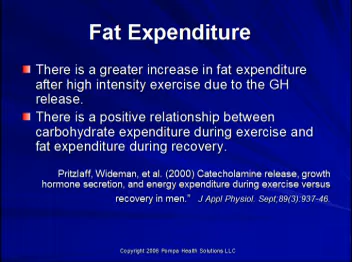 Fat Expenditure
There is a greater increase in fat expenditure
after high intensity exercise due to the GH
release.
There is a positive relationship between
carbohydrate expenditure during exercise and
fat expenditure during recovery.
Pritzlaff, Wideman, et al. (2000) Catecholamine release, growth
hormone secretion, and energy expenditure during exercise versus
recovery in men." J Appl Physiol. Sept;89(3):937-46.
Copyright 2006 Pompa Health Solutions LLC